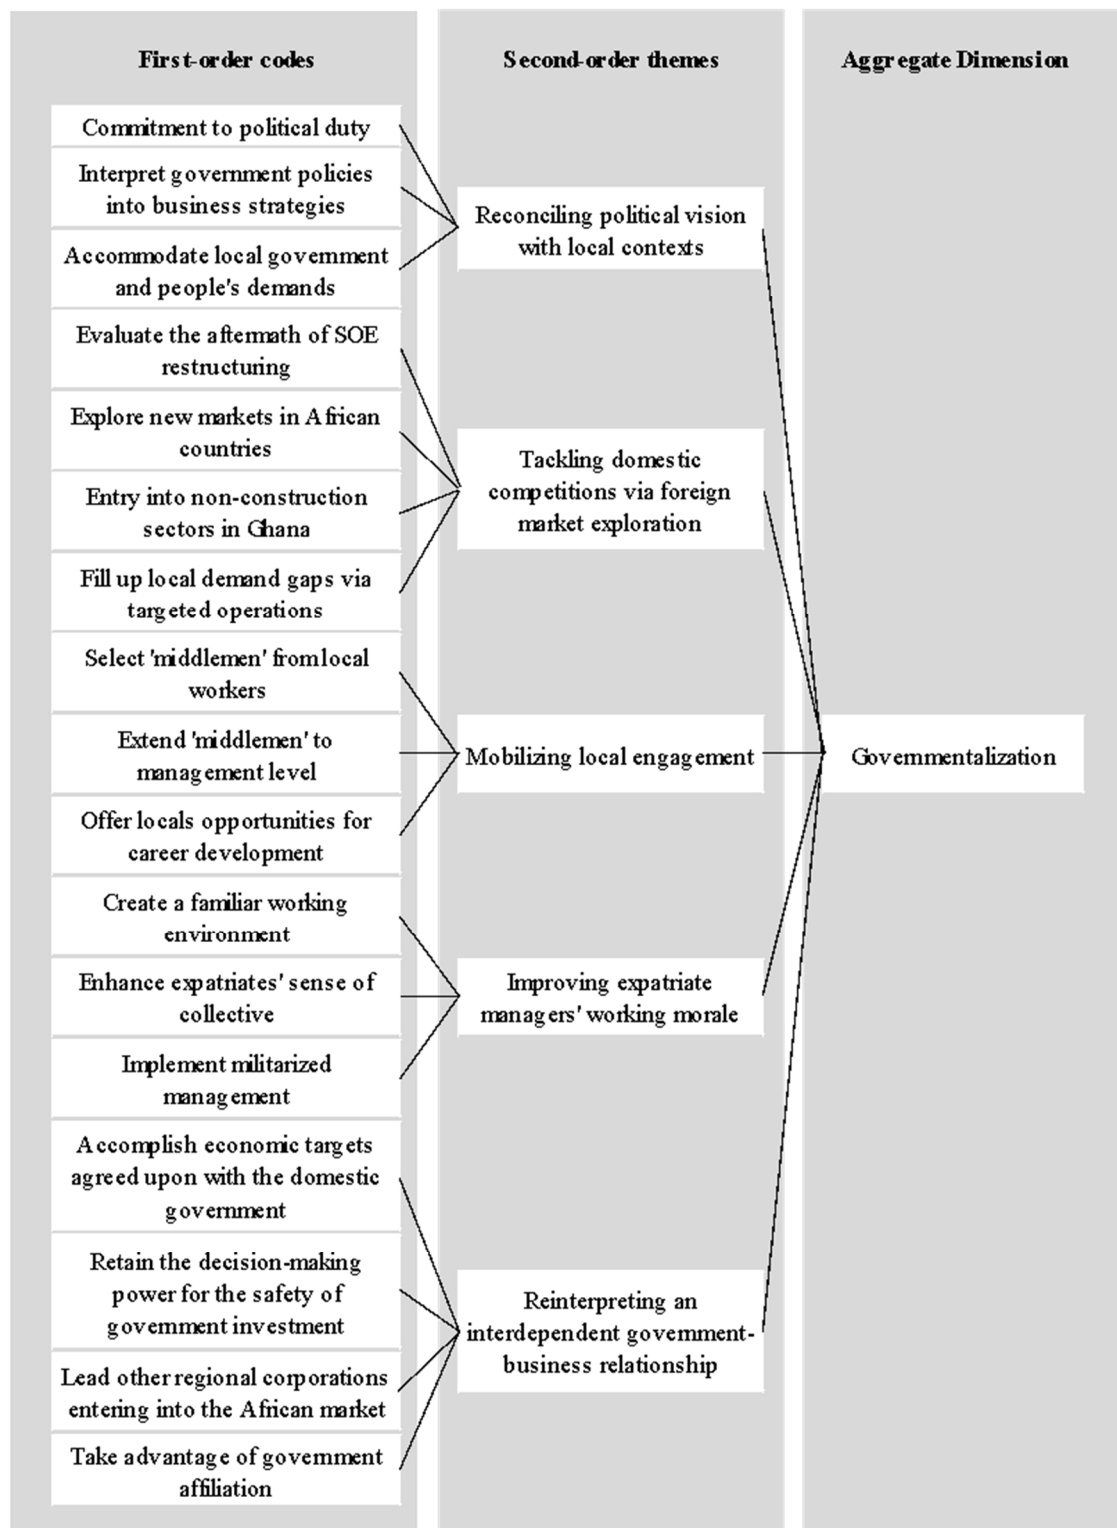 First-order codes
Second-order themes
Aggregate Dimension
Commitment to political duty
Interpret government policies
into business strategies
Accommodate local government
and people's demands
Evaluate the aftermath of SOE
restructuring
Explore new markets in African
countries
Entry into non-construction
sectors in Ghana
Fill up local demand gaps via
targeted operations
Select 'middlemen' from local
workers
Extend 'middlemen' to
management level
Offer locals opportunities for
career development
Create a familiar working
environment
Enhance expatriates' sense of
collective
Implement militarized
management
Accomplish economic targets
agreed upon with the domestic
government
Retain the decision-making
power for the safety of
government investment
Lead other regional corporations
entering into the African market
Take advantage of government
affiliation
Reconciling political vision
with local contexts
Tackling domestic
competitions via foreign
market exploration
Mobilizing local engagement
Improving expatriate
managers' working morale
Reinterpreting an
interdependent government-
business relationship
Governmentalization